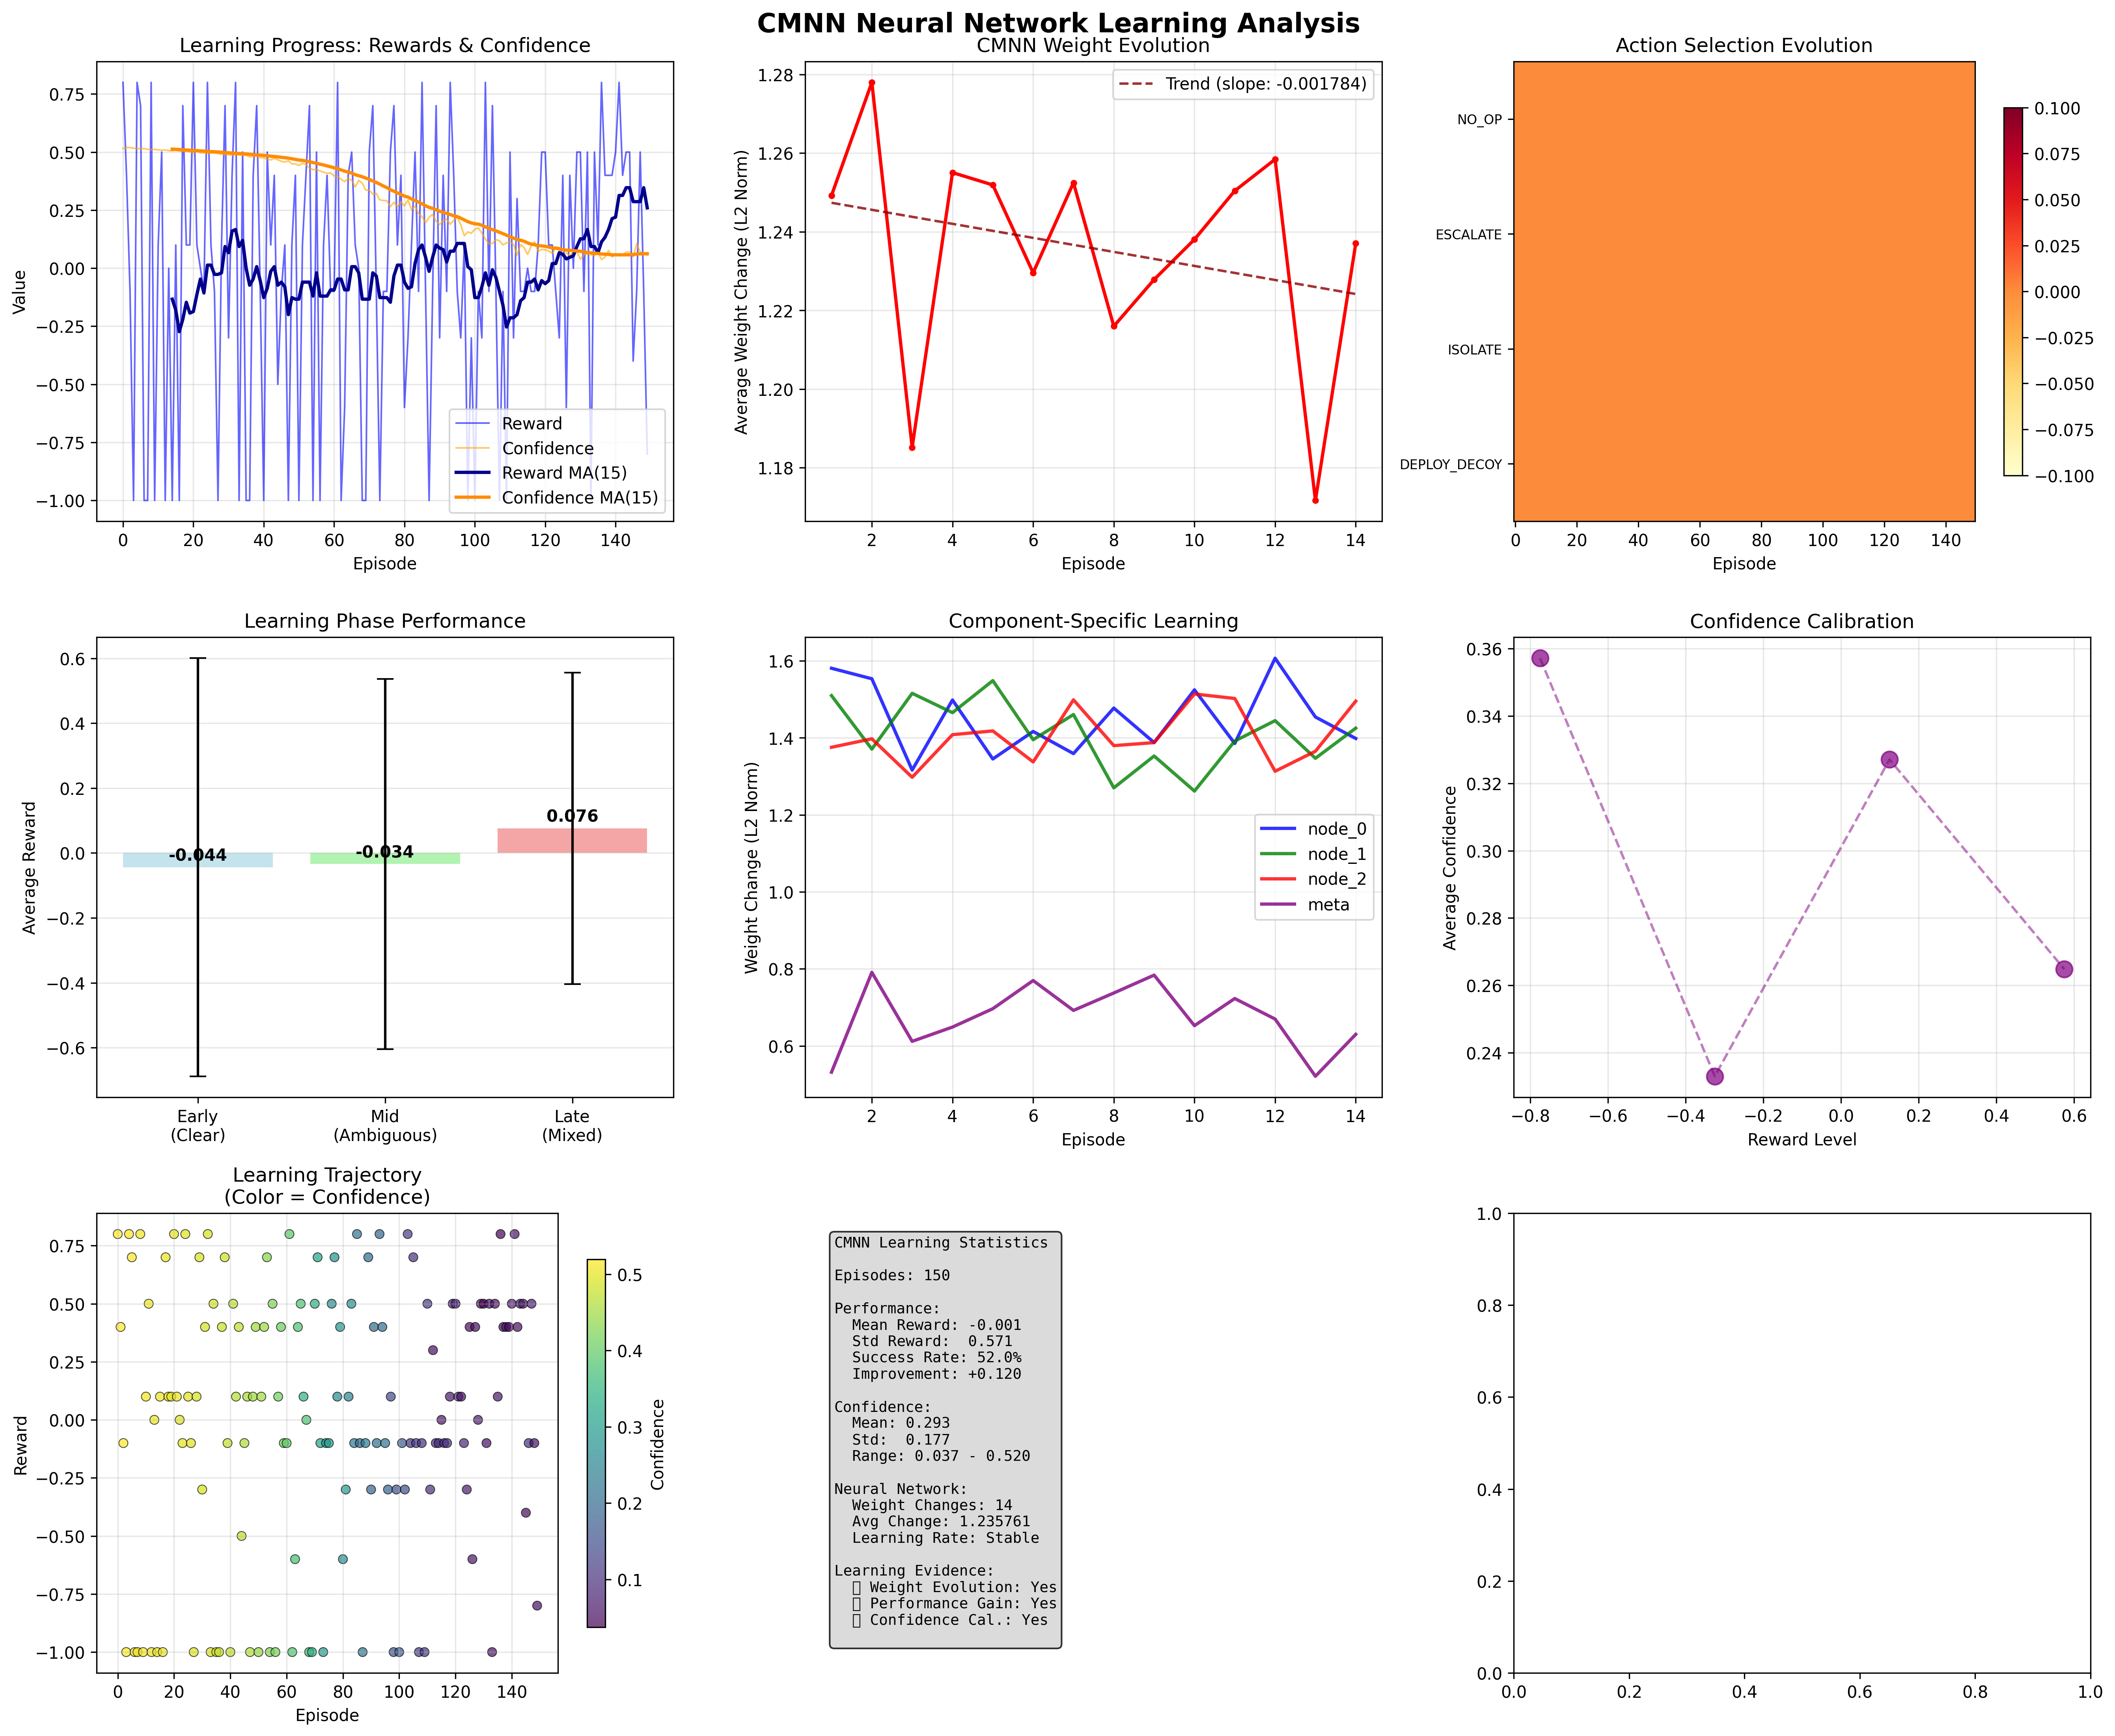 CMNN Neural Network Learning Analysis
Learning Progress: Rewards & Confidence
Value
0.75
0.50
0.25
0.00
−0.25
−0.50
−0.75
−1.00
Reward
Confidence
Reward MA(15)
Confidence MA(15)
0 20 40 60 80 100 120 140
Episode
CMNN Weight Evolution
Average Weight Change (L2 Norm)
1.28
1.26
1.24
1.22
1.20
1.18
Trend (slope: -0.001784)
2 4 6 8 10 12 14
Episode
Action Selection Evolution
NO_OP
ESCALATE
ISOLATE
DEPLOY_DECOY
0 20 40 60 80 100 120 140
Episode
0.100
0.075
0.050
0.025
0.000
−0.025
−0.050
−0.075
−0.100
Learning Phase Performance
Average Reward
0.6
0.4
0.2
0.0
−0.2
−0.4
−0.6
-0.044
-0.034
0.076
Early
(Clear)
Mid
(Ambiguous)
Late
(Mixed)
Component-Specific Learning
Weight Change (L2 Norm)
1.6
1.4
1.2
1.0
0.8
0.6
node_0
node_1
node_2
meta
2 4 6 8 10 12 14
Episode
Confidence Calibration
Average Confidence
0.36
0.34
0.32
0.30
0.28
0.26
0.24
−0.8 −0.6 −0.4 −0.2 0.0 0.2 0.4 0.6
Reward Level
Learning Trajectory
(Color = Confidence)
Reward
0.75
0.50
0.25
0.00
−0.25
−0.50
−0.75
−1.00
0 20 40 60 80 100 120 140
Episode
0.5
0.4
0.3
0.2
0.1
Confidence
CMNN Learning Statistics
Episodes: 150
Performance:
Mean Reward: -0.001
Std Reward: 0.571
Success Rate: 52.0%
Improvement: +0.120
Confidence:
Mean: 0.293
Std: 0.177
Range: 0.037 - 0.520
Neural Network:
Weight Changes: 14
Avg Change: 1.235761
Learning Rate: Stable
Learning Evidence:
Weight Evolution: Yes
Performance Gain: Yes
Confidence Cal.: Yes
1.0
0.8
0.6
0.4
0.2
0.0
0.0 0.2 0.4 0.6 0.8 1.0